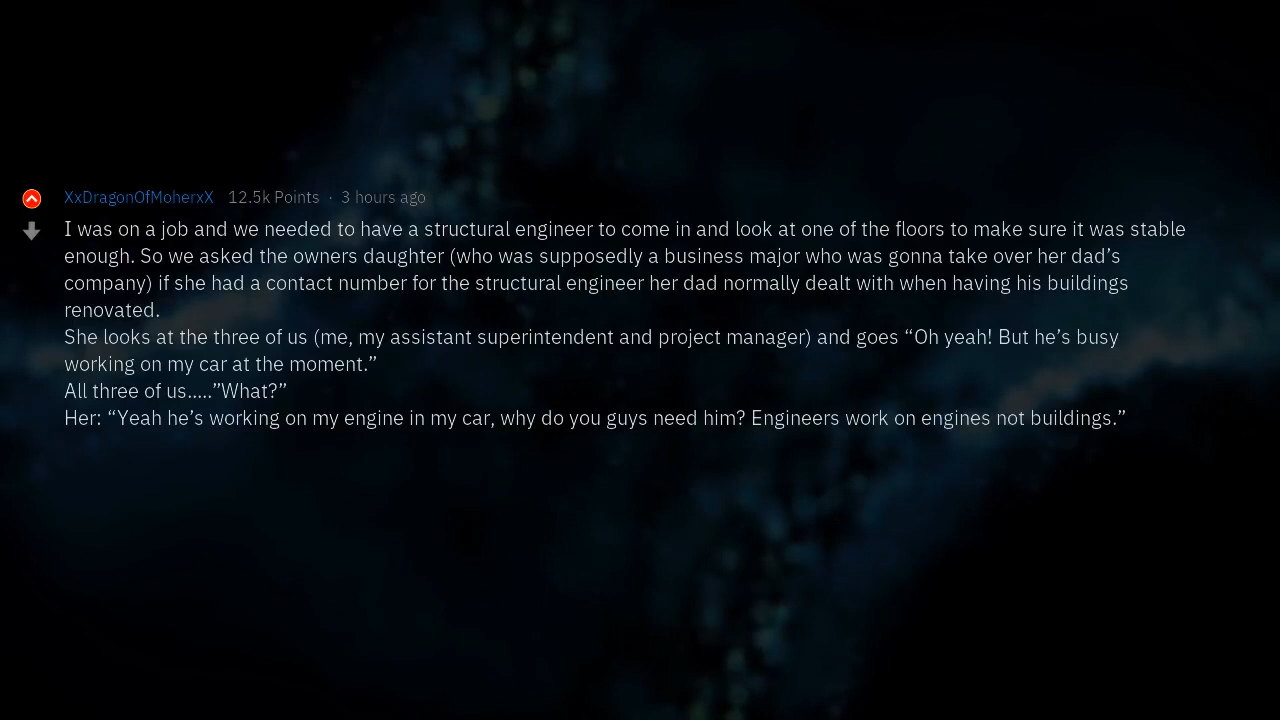 XxDragonOfMoherxX 12.5k Points · 3 hours ago
I was on a job and we needed to have a structural engineer to come in and look at one of the floors to make sure it was stable
enough. So we asked the owners daughter (who was supposedly a business major who was gonna take over her dad’s
company) if she had a contact number for the structural engineer her dad normally dealt with when having his buildings
renovated.
She looks at the three of us (me, my assistant superintendent and project manager) and goes “Oh yeah! But he’s busy
working on my car at the moment.”
All three of us.....”What?”
Her: “Yeah he’s working on my engine in my car, why do you guys need him? Engineers work on engines not buildings.”